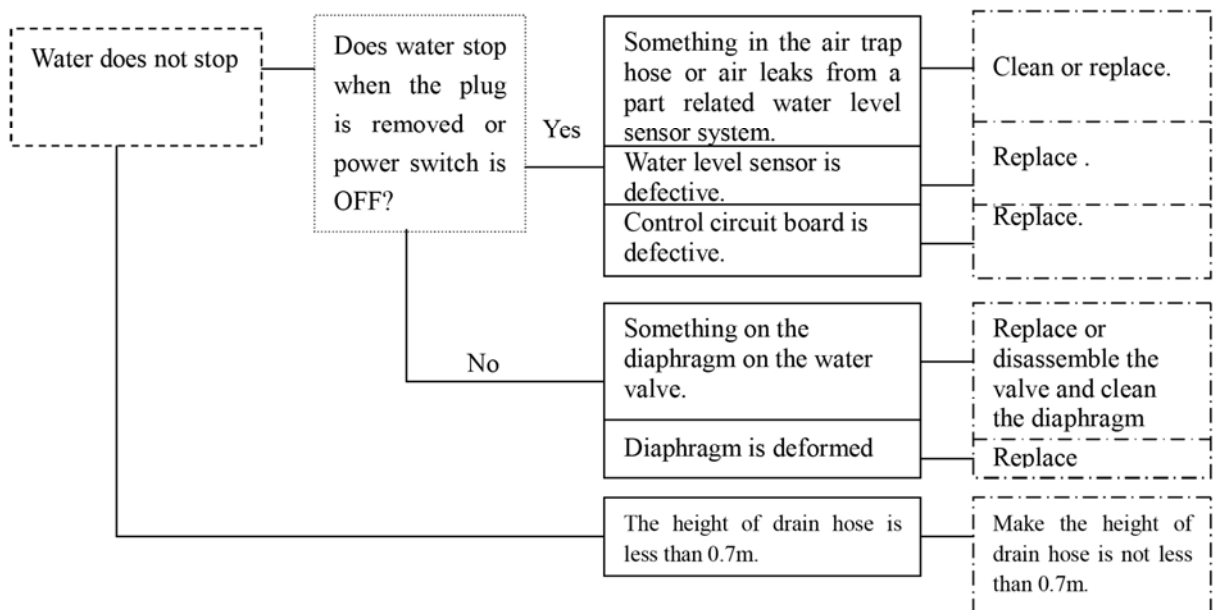 Water does not stop
Does water stop
when the plug
is removed or
power switch is
OFF?
Yes
Something in the air trap
hose or air leaks from a
part related water level
sensor system.
Clean or replace.
Water level sensor is
defective.
Replace .
Control circuit board is
defective.
Replace.
No
Something on the
diaphragm on the water
valve.
Replace or
disassemble the
valve and clean
the diaphragm
Diaphragm is deformed
Replace
The height of drain hose is
less than 0.7m.
Make the height of
drain hose is not less
than 0.7m.